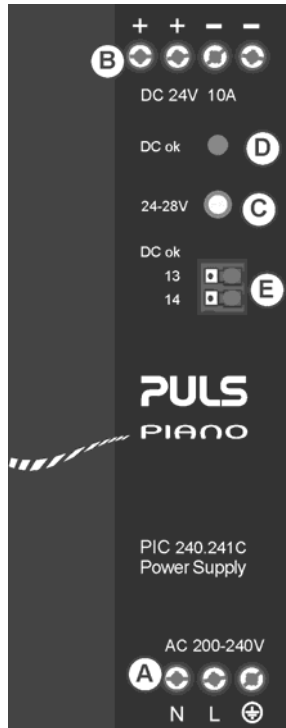 + + − −
B
DC 24V 10A
DC ok
D
24-28V
C
DC ok
13
E
14
PULS
PIANO
PIC 240.241C
Power Supply
AC 200-240V
A
N L